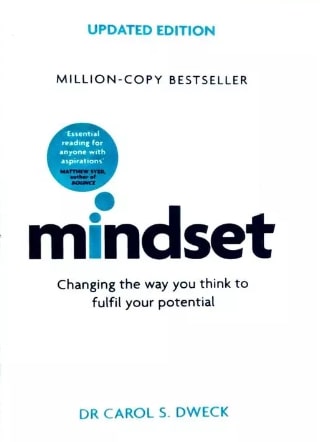 UPDATED EDITION
MILLION-COPY BESTSELLER
'Essential
reading for
anyone with
aspirations'
MATTHEW SYED,
author of
BOUNCE
mindset
Changing the way you think to
fulfil your potential
DR CAROL S. DWECK